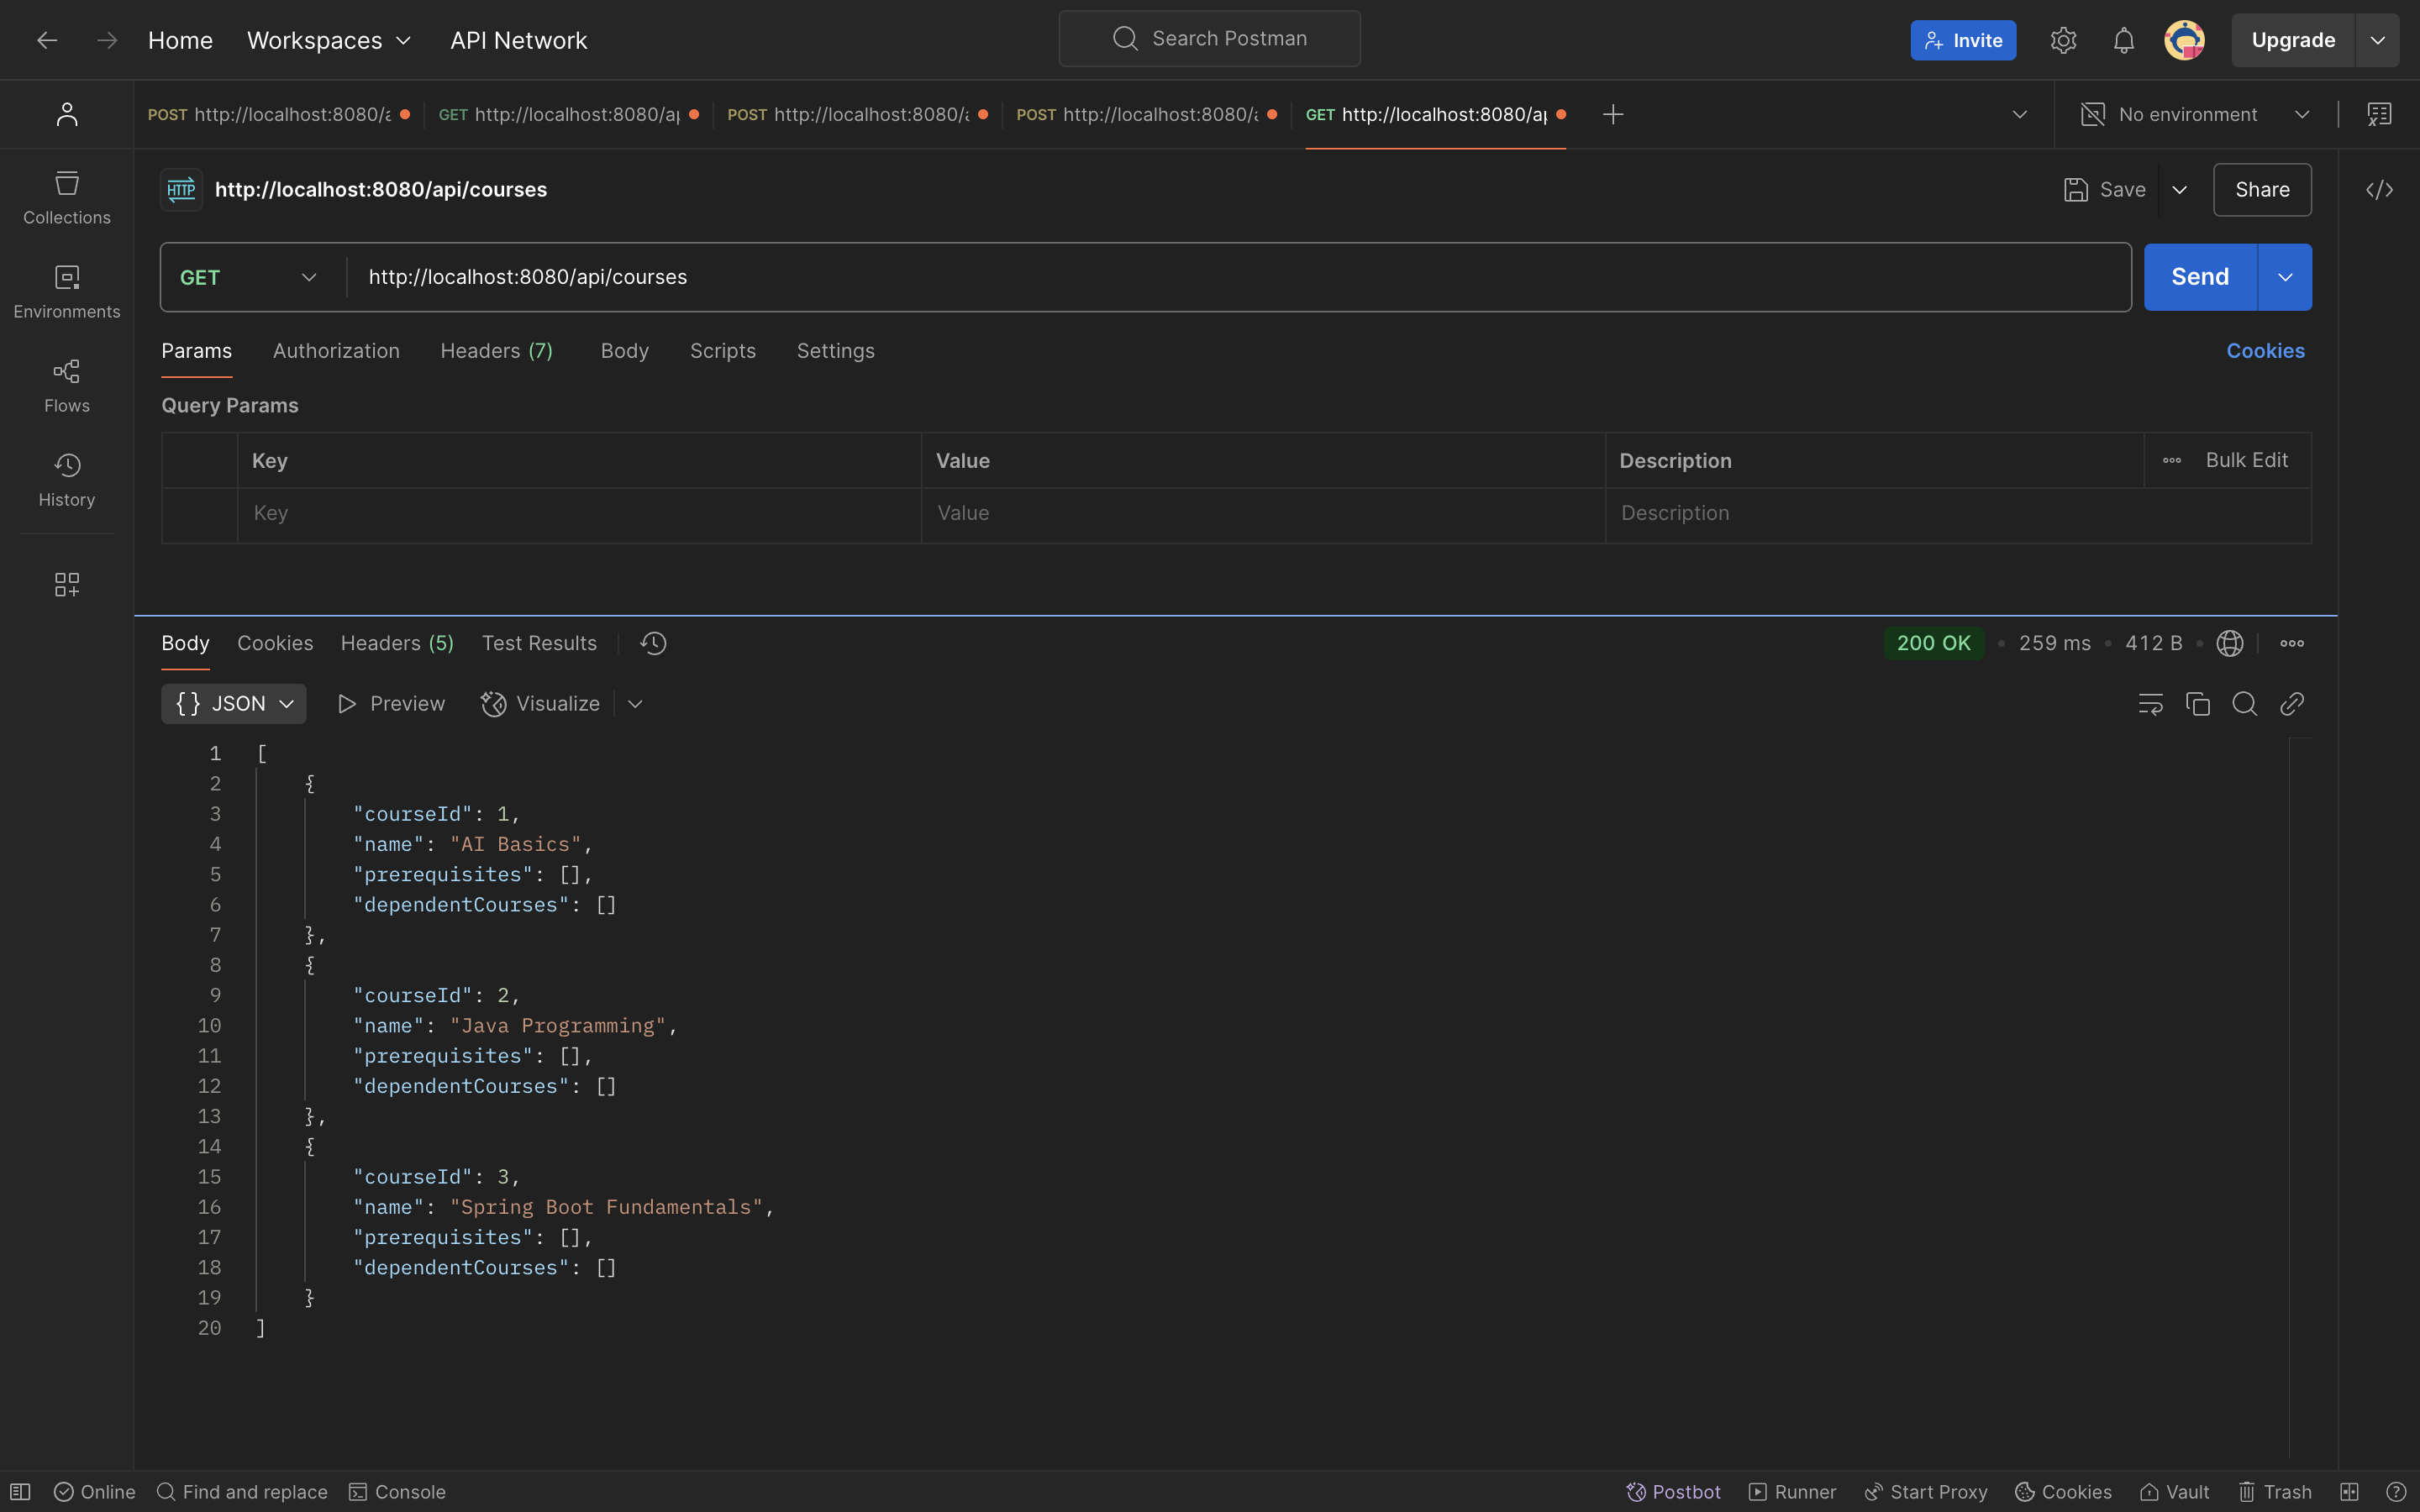 Home Workspaces API Network Search Postman Invite Upgrade
POST http://localhost:8080/a GET http://localhost:8080/ap POST http://localhost:8080/a POST http://localhost:8080/a GET http://localhost:8080/ap No environment
HTTP http://localhost:8080/api/courses Save Share
Collections
GET http://localhost:8080/api/courses Send
Environments
Params Authorization Headers (7) Body Scripts Settings Cookies
Flows
Query Params
Key Value Description Bulk Edit
History
Key Value Description
Body Cookies Headers (5) Test Results 200 OK 259 ms 412 B
{} JSON Preview Visualize
1 [
2 {
3 "courseId": 1,
4 "name": "AI Basics",
5 "prerequisites": [],
6 "dependentCourses": []
7 },
8 {
9 "courseId": 2,
10 "name": "Java Programming",
11 "prerequisites": [],
12 "dependentCourses": []
13 },
14 {
15 "courseId": 3,
16 "name": "Spring Boot Fundamentals",
17 "prerequisites": [],
18 "dependentCourses": []
19 }
20 ]
Online Find and replace Console Postbot Runner Start Proxy Cookies Vault Trash